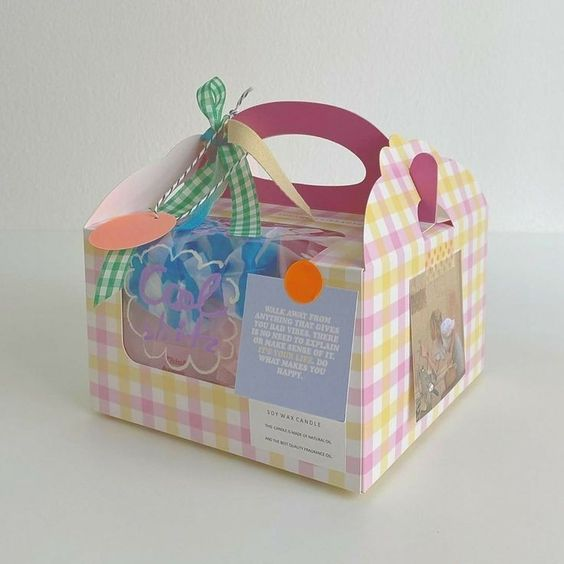 WALK AWAY FROM
ANYTHING THAT GIVES
YOU BAD VIBES. THERE
IS NO NEED TO EXPLAIN
OR MAKE SENSE OF IT.
IT'S YOUR LIFE. DO
WHAT MAKES YOU
HAPPEN.
SOY WAX CANDLE
THIS CANDLE IS MADE OF NATURAL OIL
AND THE BEST QUALITY FRAGRANCE OIL.